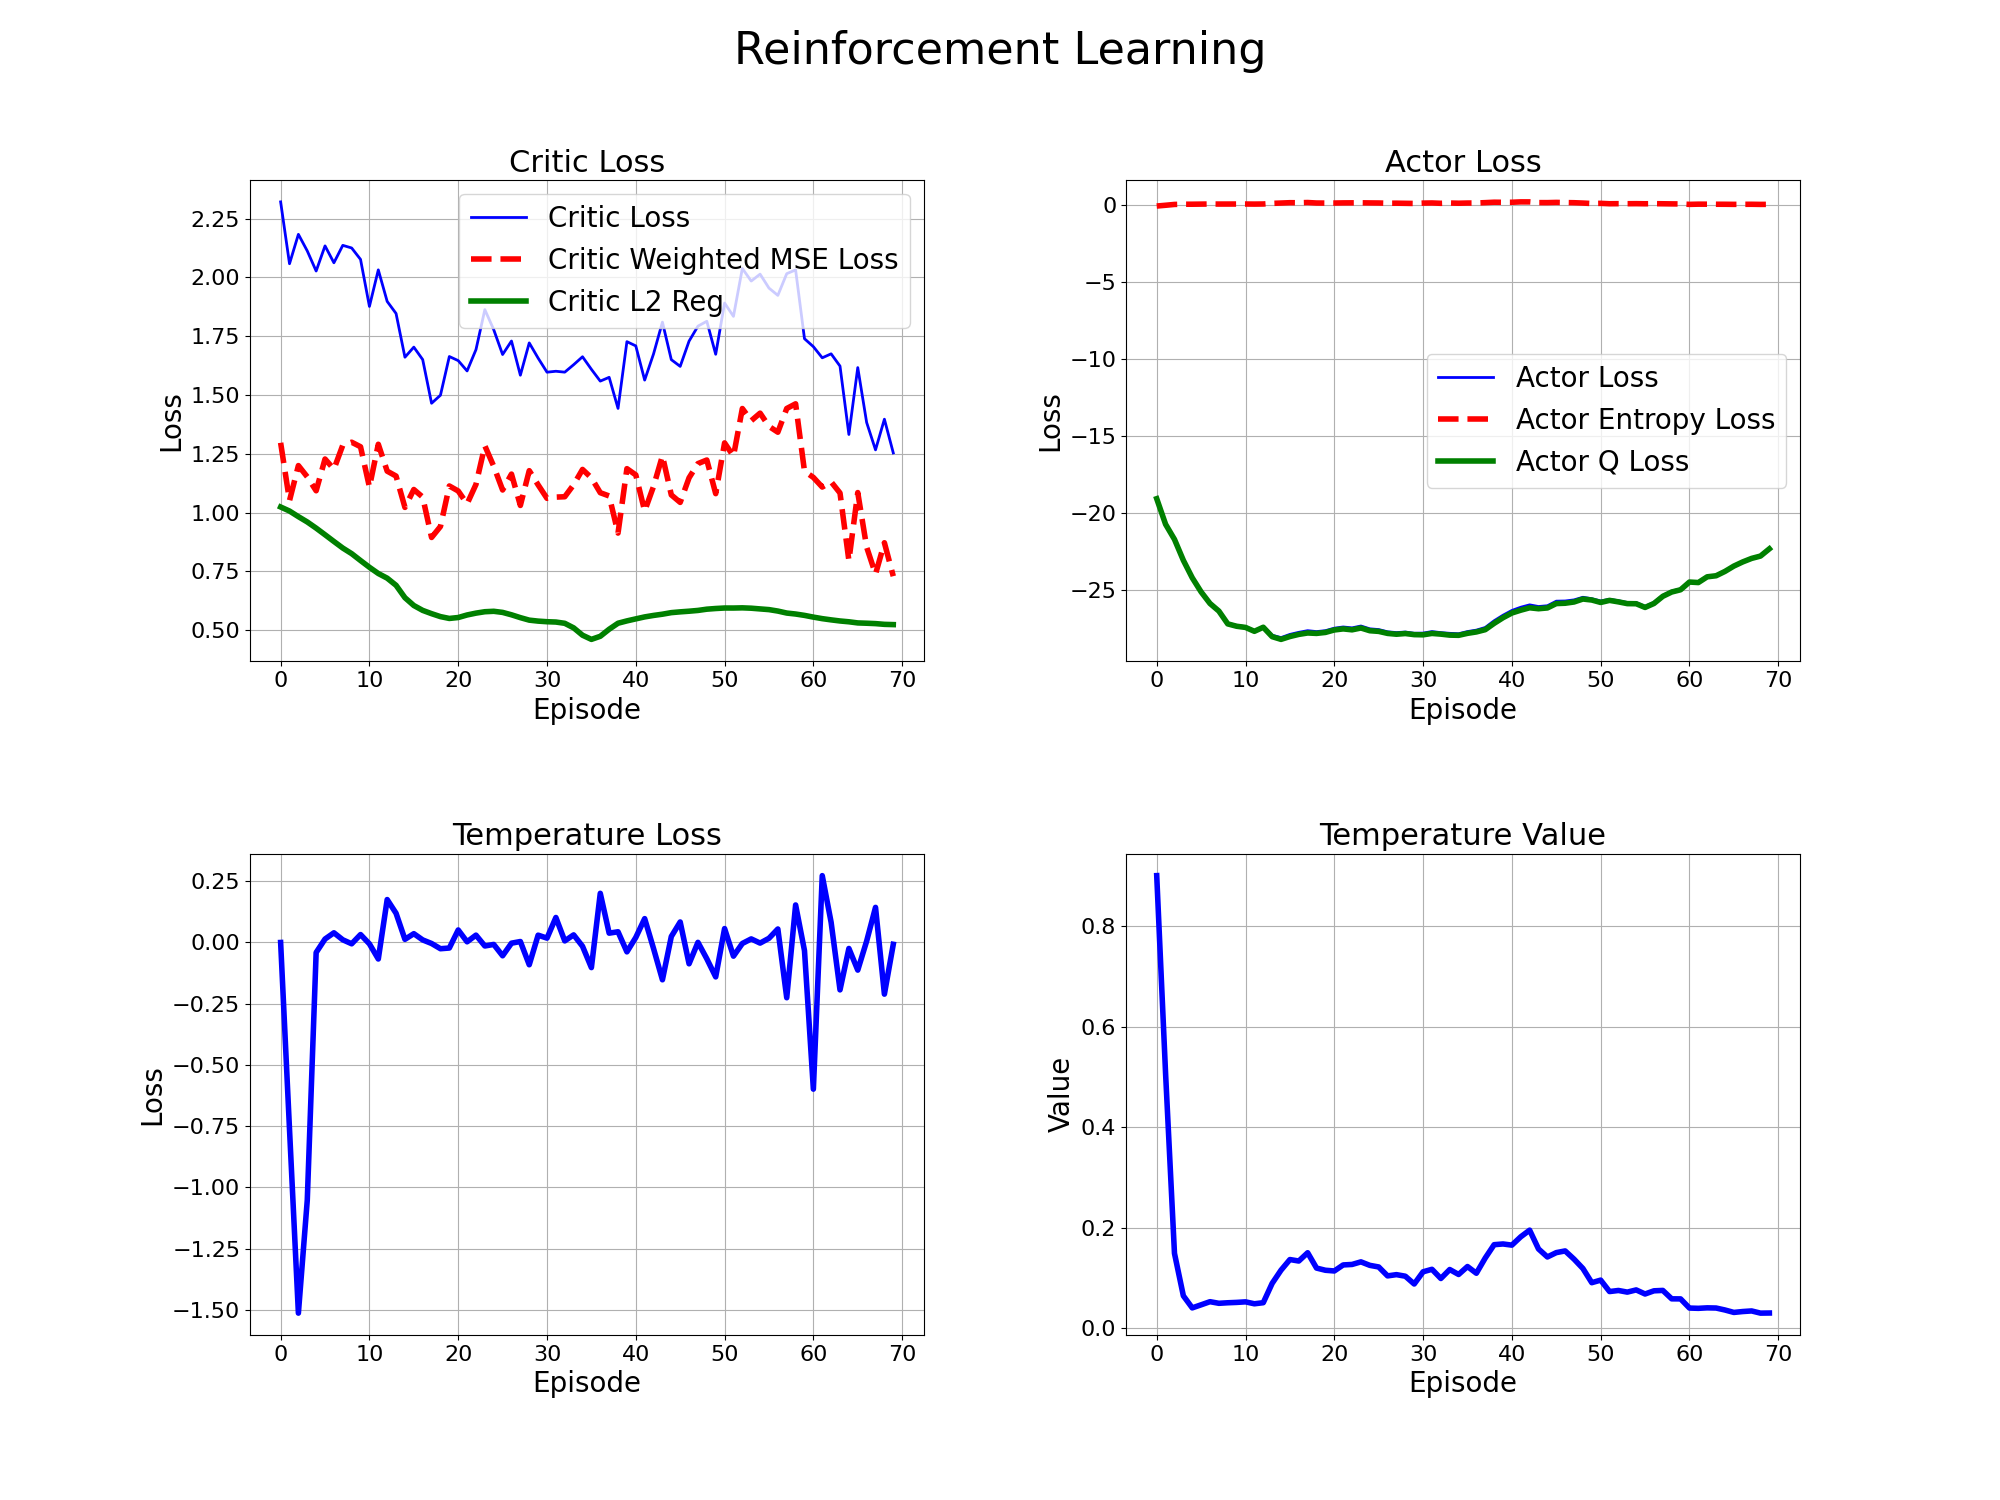 Reinforcement Learning
Critic Loss
Loss
2.25
2.00
1.75
1.50
1.25
1.00
0.75
0.50
Critic Loss
Critic Weighted MSE Loss
Critic L2 Reg
0 10 20 30 40 50 60 70
Episode
Actor Loss
Loss
0
−5
−10
−15
−20
−25
Actor Loss
Actor Entropy Loss
Actor Q Loss
0 10 20 30 40 50 60 70
Episode
Temperature Loss
Loss
0.25
0.00
−0.25
−0.50
−0.75
−1.00
−1.25
−1.50
0 10 20 30 40 50 60 70
Episode
Temperature Value
Value
0.8
0.6
0.4
0.2
0.0
0 10 20 30 40 50 60 70
Episode